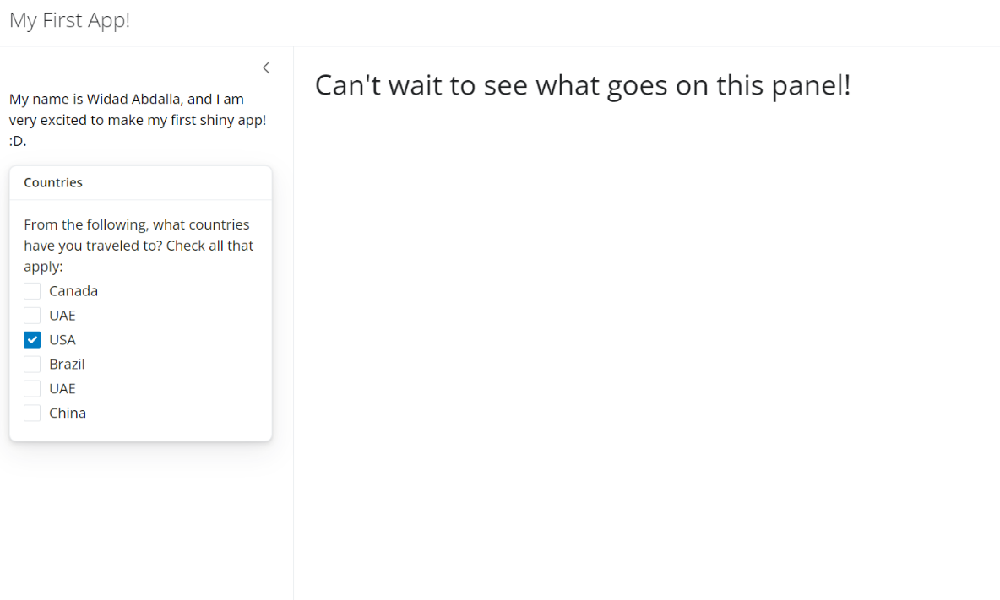 My First App!
Can't wait to see what goes on this panel!
My name is Widad Abdalla, and I am
very excited to make my first shiny app!
:D.
Countries
From the following, what countries
have you traveled to? Check all that
apply:
Canada
UAE
USA
Brazil
UAE
China